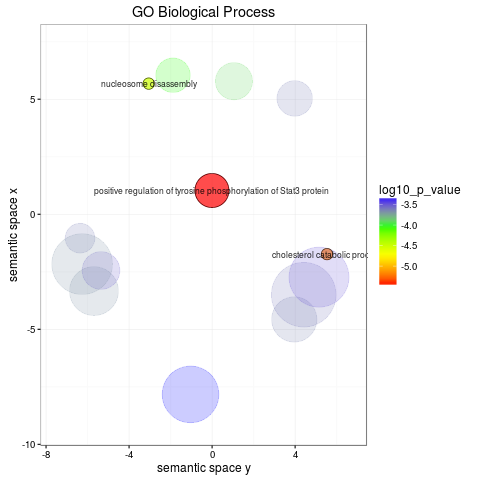 GO Biological Process
nucleosome disassembly
positive regulation of tyrosine phosphorylation of Stat3 protein
cholesterol catabolic proc
semantic space x
5
0
-5
-10
-8
-4
0
4
semantic space y
log10_p_value
-3.5
-4.0
-4.5
-5.0